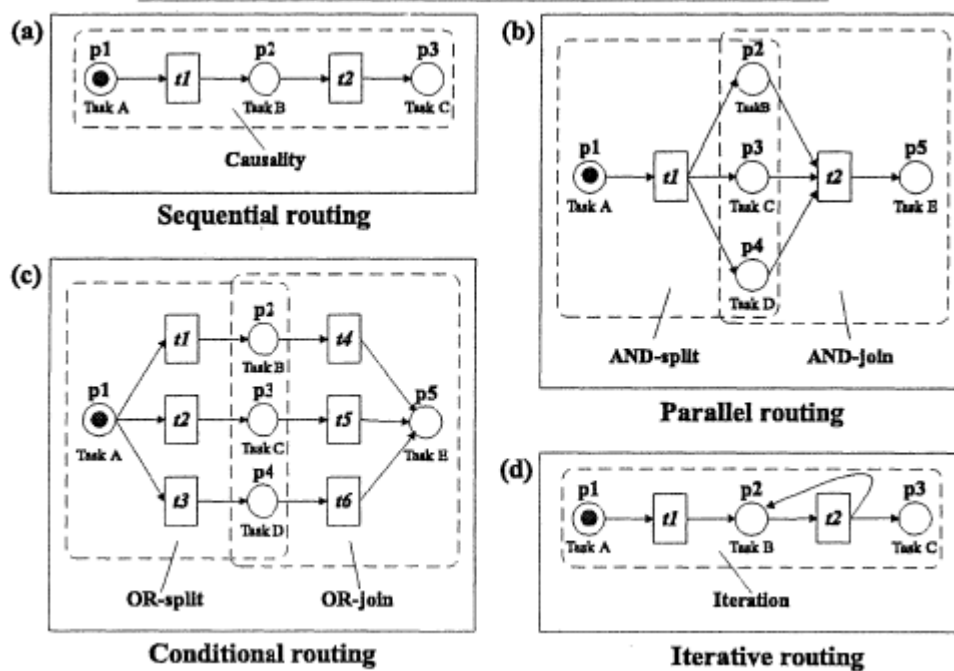 (a)
p1 p2 p3
t1 t2
Task A Task B Task C
Causality
Sequential routing
(b)
p2
TaskB
p1 p3 p5
t1 t2
Task A Task C Task E
p4
Task D
AND-split AND-join
Parallel routing
(c)
p2
t1 t4
Task B
p1 p3 p5
t2 t5
Task A Task C Task E
p4
t3 t6
Task D
OR-split OR-join
Conditional routing
(d)
p1 p2 p3
t1 t2
Task A Task B Task C
Iteration
Iterative routing